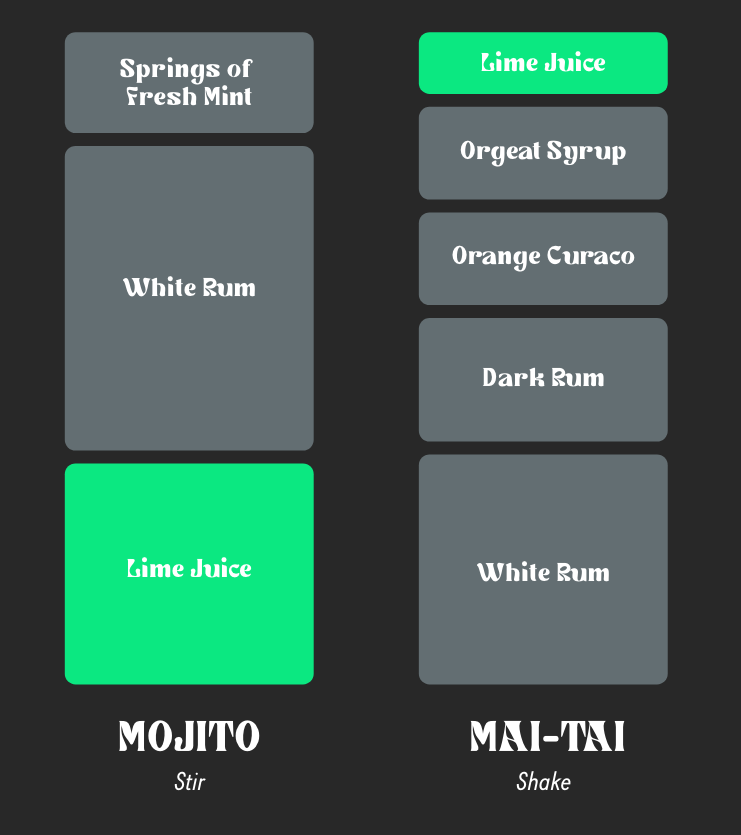 Springs of
Fresh Mint
White Rum
Lime Juice
MOJITO
Stir
Lime Juice
Orgeat Syrup
Orange Curaco
Dark Rum
White Rum
MAI-TAI
Shake